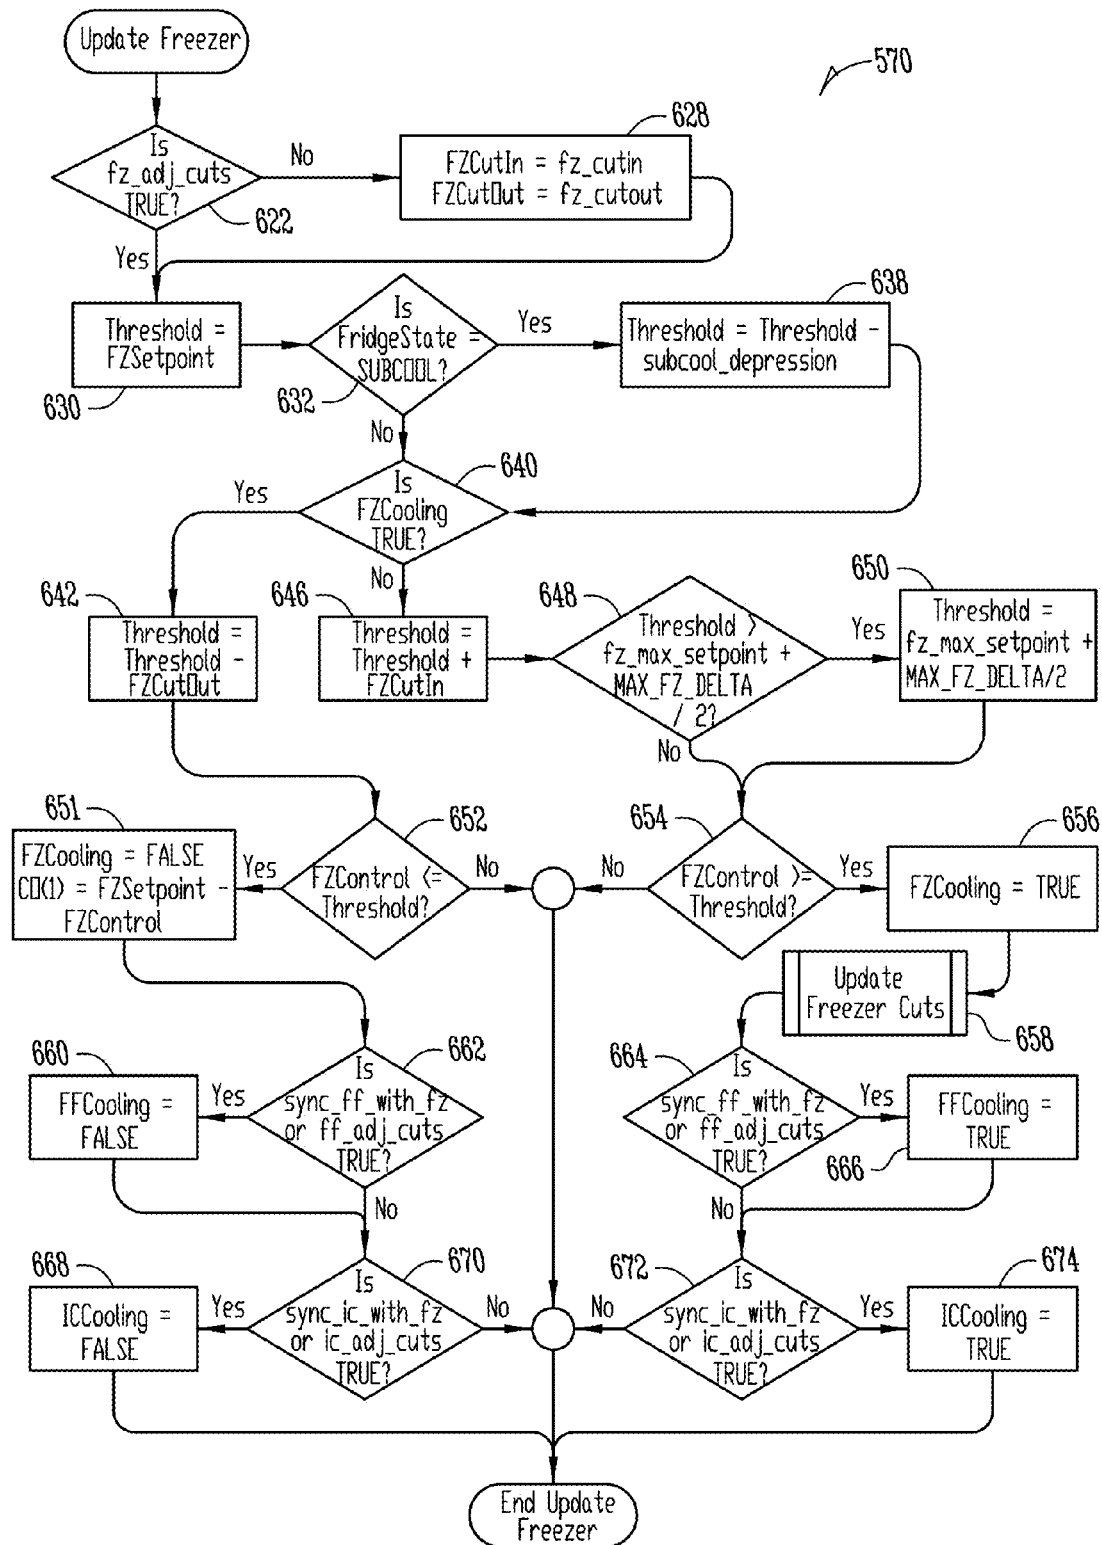 Update Freezer
570
Is
fz_adj_cuts
TRUE?
622
No
Yes
628
FZCutIn = fz_cutin
FZCutOut = fz_cutout
Threshold =
FZSetpoint
630
Is
FridgeState =
SUBCOOL?
632
Yes
No
638
Threshold = Threshold -
subcool_depression
Is
FZCooling
TRUE?
640
Yes
No
642
Threshold =
Threshold -
FZCutOut
646
Threshold =
Threshold +
FZCutIn
648
Threshold >
fz_max_setpoint +
MAX_FZ_DELTA
/ 2?
Yes
No
650
Threshold =
fz_max_setpoint +
MAX_FZ_DELTA/2
651
FZCooling = FALSE
CO(1) = FZSetpoint -
FZControl
Yes
652
FZControl <=
Threshold?
No
654
No
FZControl >=
Threshold?
Yes
656
FZCooling = TRUE
Update
Freezer Cuts
658
660
FFCooling =
FALSE
Yes
662
Is
sync_ff_with_fz
or ff_adj_cuts
TRUE?
No
664
Is
sync_ff_with_fz
or ff_adj_cuts
TRUE?
Yes
No
FFCooling =
TRUE
666
668
ICCooling =
FALSE
Yes
670
Is
sync_ic_with_fz
or ic_adj_cuts
TRUE?
No
672
No
Is
sync_ic_with_fz
or ic_adj_cuts
TRUE?
Yes
674
ICCooling =
TRUE
End Update
Freezer